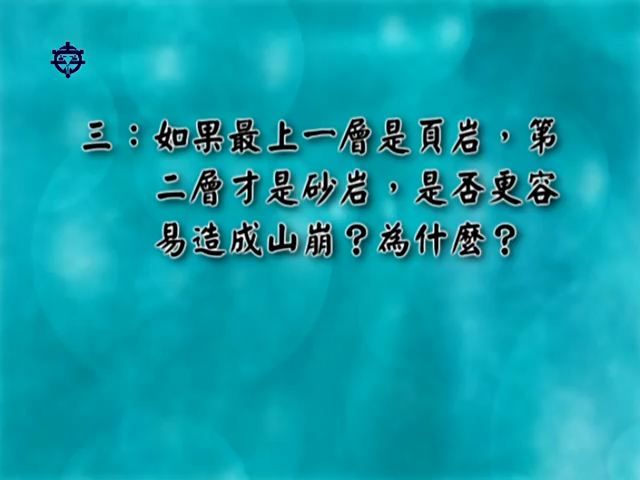 三：如果最上一層是頁岩，第
二層才是砂岩，是否更容
易造成山崩？為什麼？